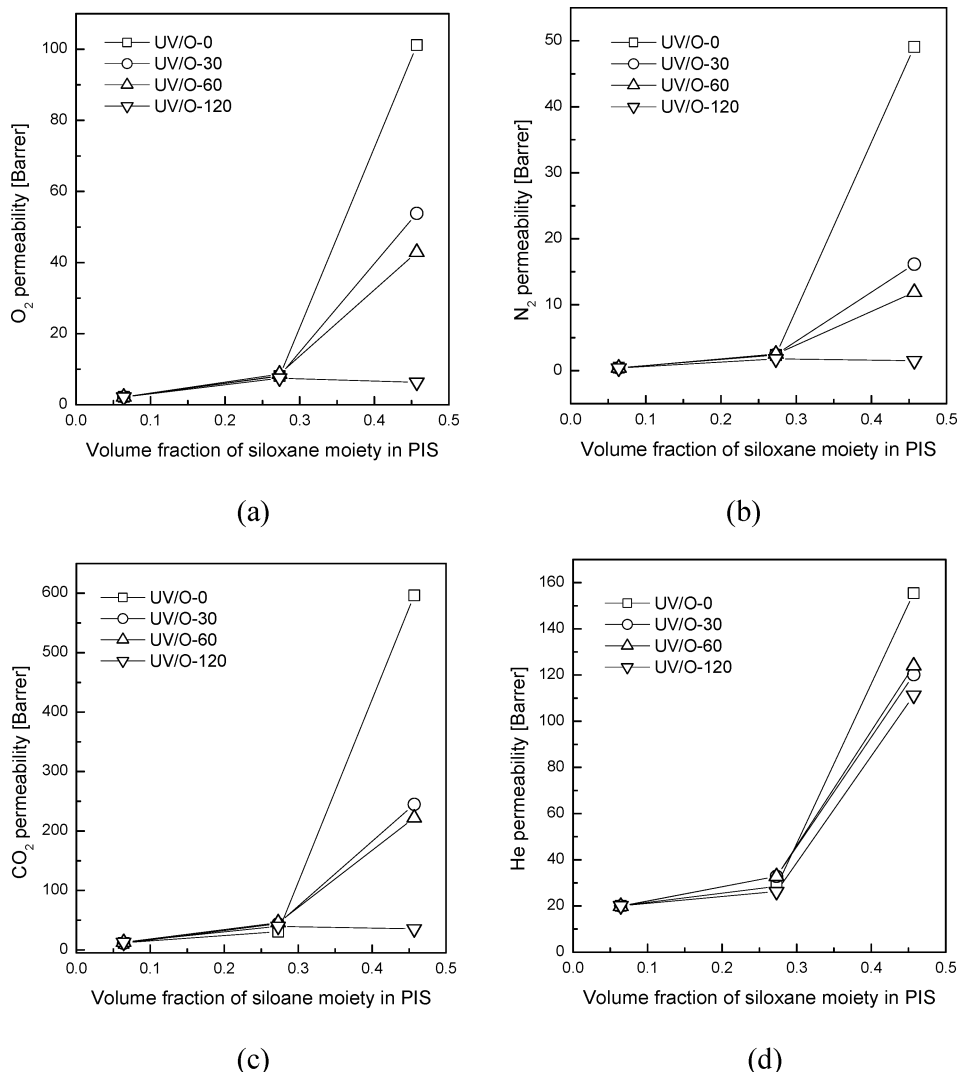 UV/O-0
UV/O-30
UV/O-60
UV/O-120
100
80
60
40
20
0
0.0 0.1 0.2 0.3 0.4 0.5
O2 permeability [Barrer]
Volume fraction of siloxane moiety in PIS
(a)
UV/O-0
UV/O-30
UV/O-60
UV/O-120
50
40
30
20
10
0
0.0 0.1 0.2 0.3 0.4 0.5
N2 permeability [Barrer]
Volume fraction of siloxane moiety in PIS
(b)
UV/O-0
UV/O-30
UV/O-60
UV/O-120
600
500
400
300
200
100
0
0.0 0.1 0.2 0.3 0.4 0.5
CO2 permeability [Barrer]
Volume fraction of siloane moiety in PIS
(c)
UV/O-0
UV/O-30
UV/O-60
UV/O-120
160
140
120
100
80
60
40
20
0
0.0 0.1 0.2 0.3 0.4 0.5
He permeability [Barrer]
Volume fraction of siloxane moiety in PIS
(d)